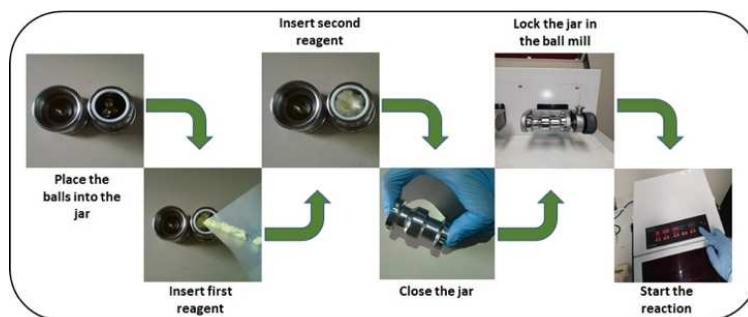 Place the
balls into the
jar
Insert first
reagent
Insert second
reagent
Close the jar
Lock the jar in
the ball mill
Start the
reaction